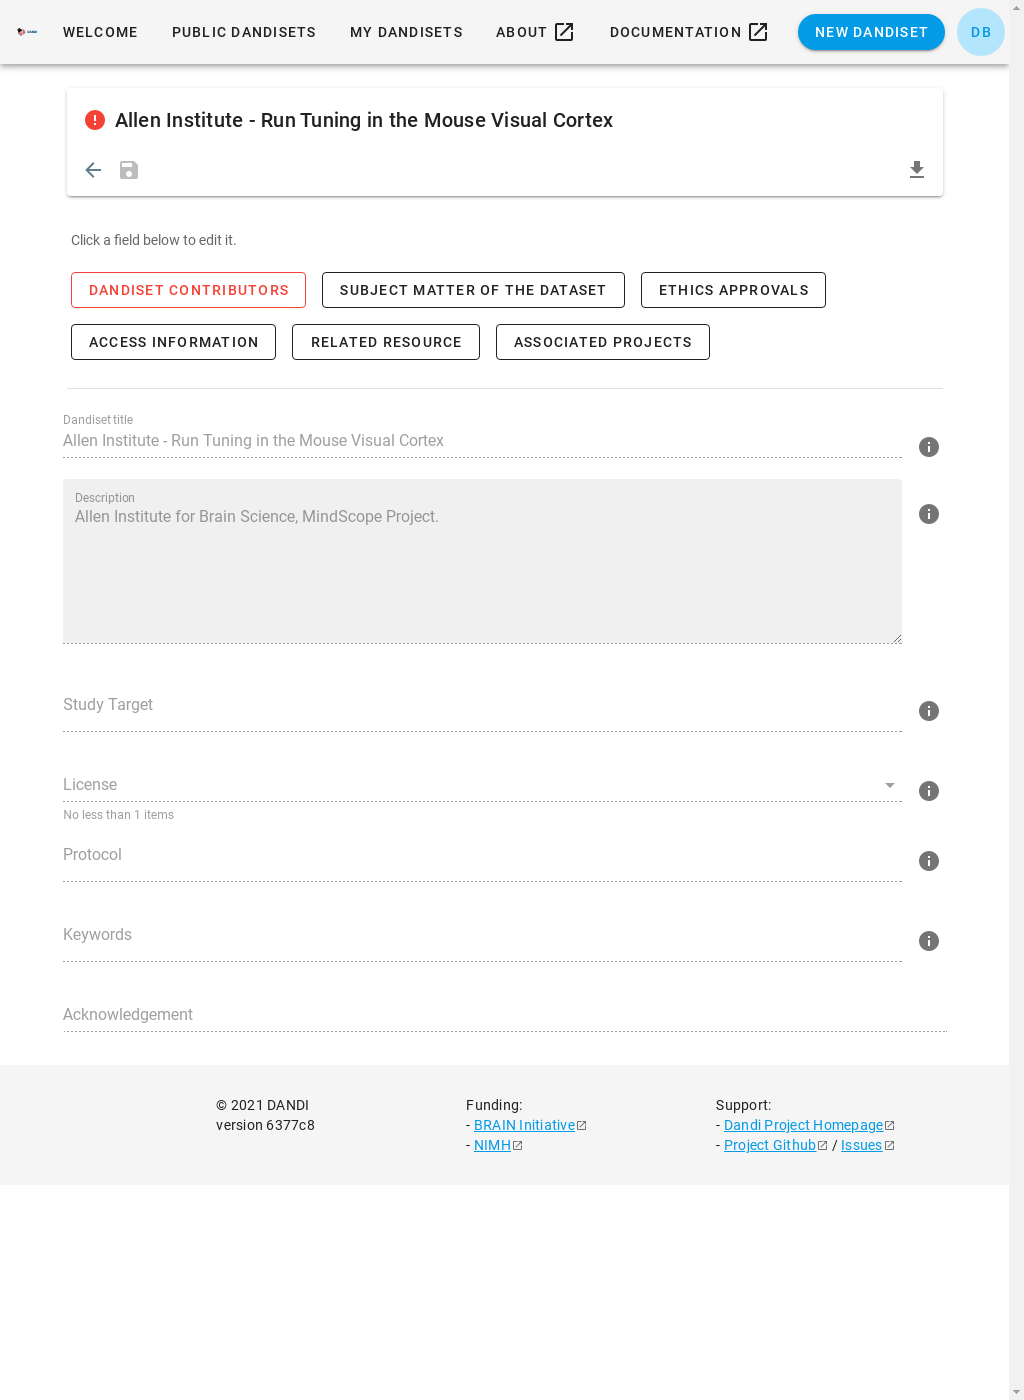 WELCOME PUBLIC DANDISETS MY DANDISETS ABOUT DOCUMENTATION NEW DANDISET DB
Allen Institute - Run Tuning in the Mouse Visual Cortex
Click a field below to edit it.
DANDISET CONTRIBUTORS SUBJECT MATTER OF THE DATASET ETHICS APPROVALS
ACCESS INFORMATION RELATED RESOURCE ASSOCIATED PROJECTS
Dandiset title
Allen Institute - Run Tuning in the Mouse Visual Cortex
Description
Allen Institute for Brain Science, MindScope Project.
Study Target
License
No less than 1 items
Protocol
Keywords
Acknowledgement
© 2021 DANDI
version 6377c8
Funding:
- BRAIN Initiative
- NIMH
Support:
- Dandi Project Homepage
- Project Github / Issues